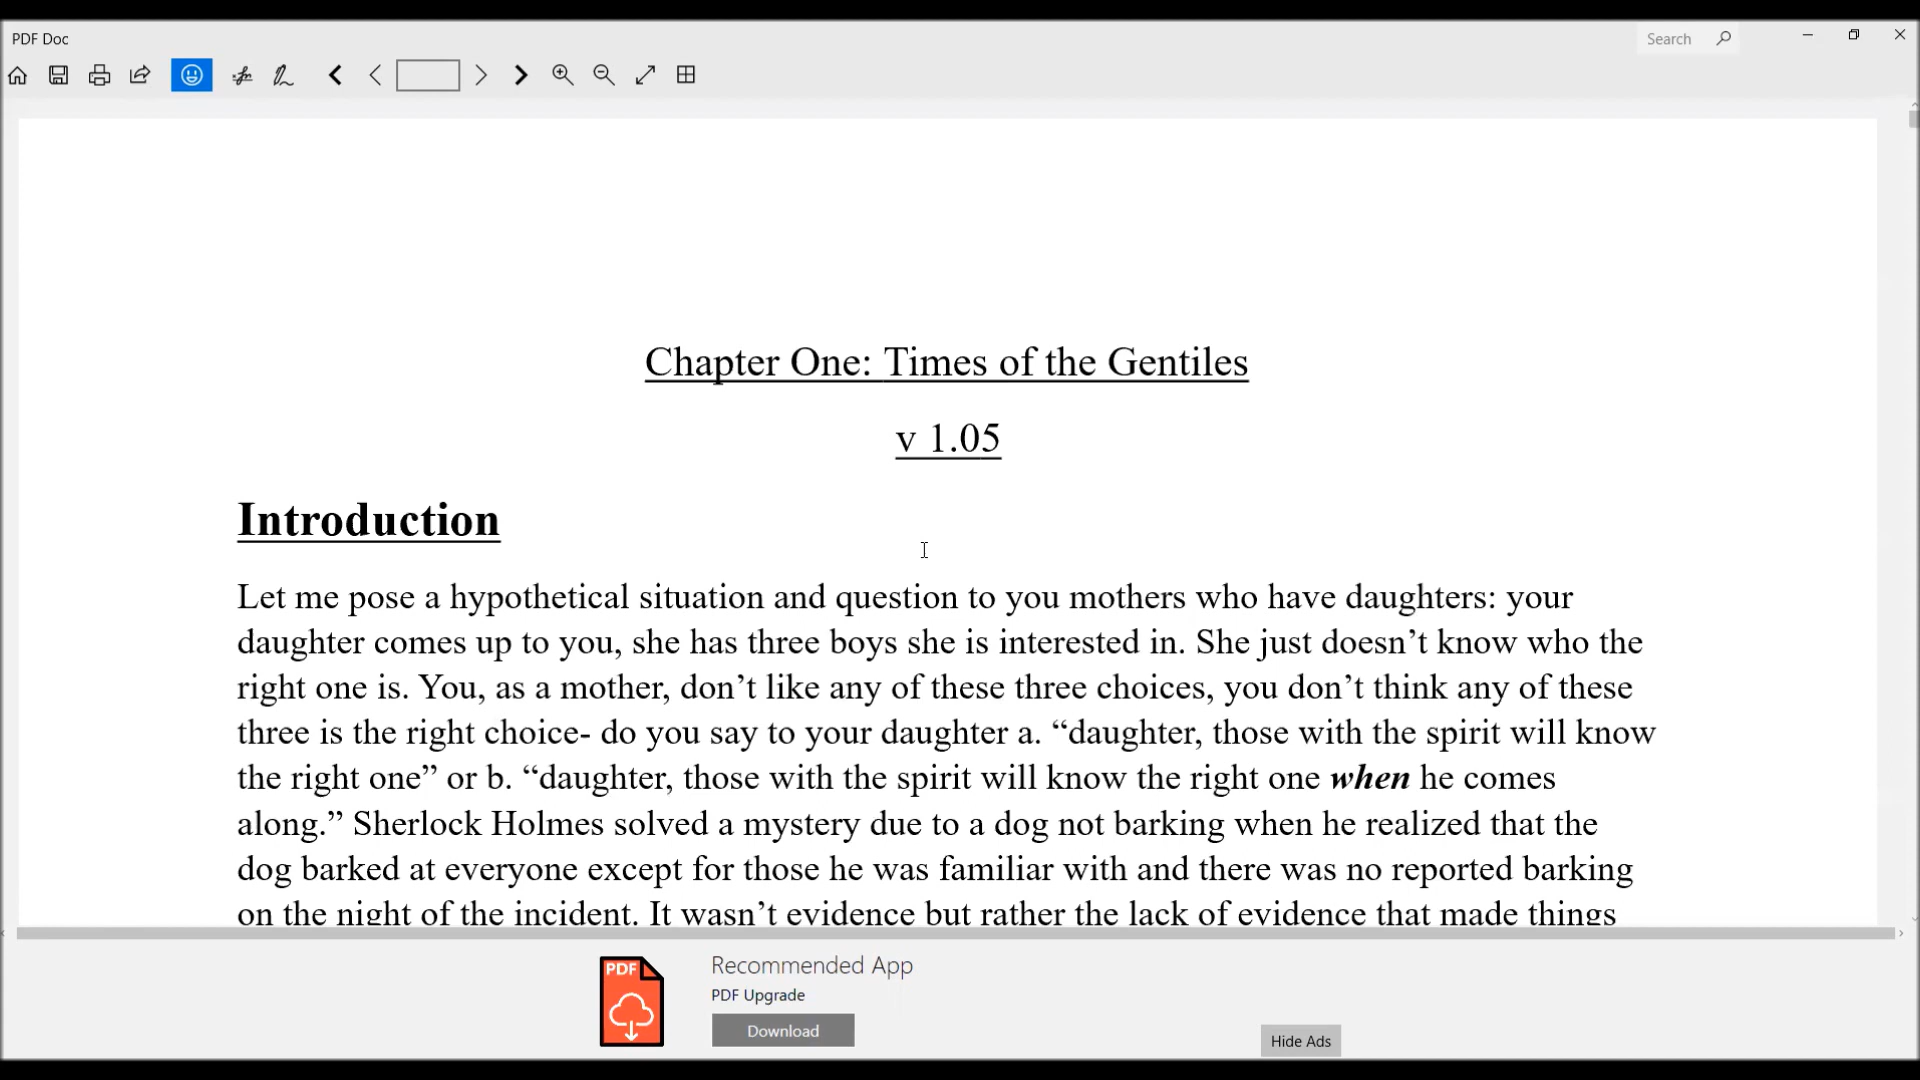 PDF Doc
Search
Chapter One: Times of the Gentiles
v 1.05
Introduction
Let me pose a hypothetical situation and question to you mothers who have daughters: your
daughter comes up to you, she has three boys she is interested in. She just doesn’t know who the
right one is. You, as a mother, don’t like any of these three choices, you don’t think any of these
three is the right choice- do you say to your daughter a. “daughter, those with the spirit will know
the right one” or b. “daughter, those with the spirit will know the right one when he comes
along.” Sherlock Holmes solved a mystery due to a dog not barking when he realized that the
dog barked at everyone except for those he was familiar with and there was no reported barking
on the night of the incident. It wasn’t evidence but rather the lack of evidence that made things
PDF
Recommended App
PDF Upgrade
Download
Hide Ads